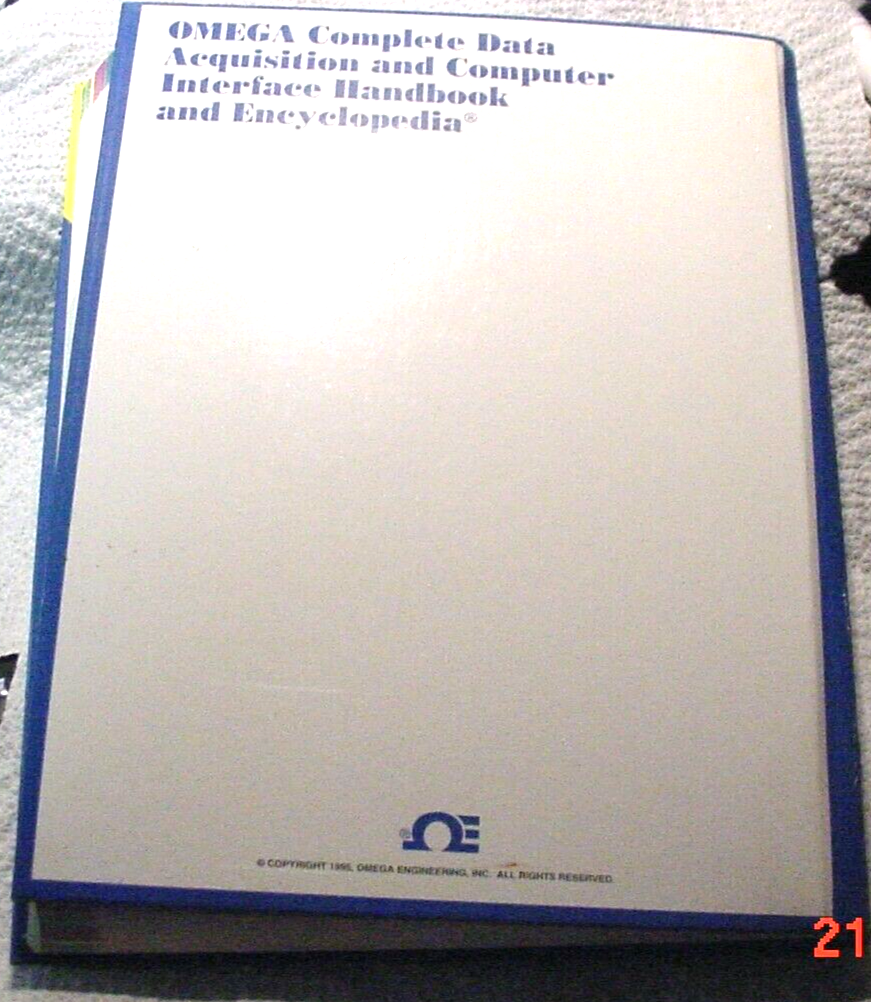 OMEGA Complete Data
Acquisition and Computer
Interface Handbook
and Encyclopedia®
® ΩE
© COPYRIGHT 1995, OMEGA ENGINEERING, INC. ALL RIGHTS RESERVED.
21